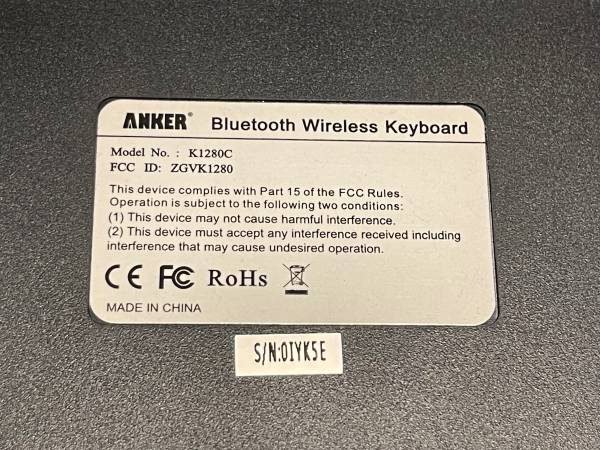 ANKER® Bluetooth Wireless Keyboard
Model No. : K1280C
FCC ID: ZGVK1280
This device complies with Part 15 of the FCC Rules.
Operation is subject to the following two conditions:
(1) This device may not cause harmful interference.
(2) This device must accept any interference received including
interference that may cause undesired operation.
CE FC RoHs
MADE IN CHINA
S/N:OIYK5E